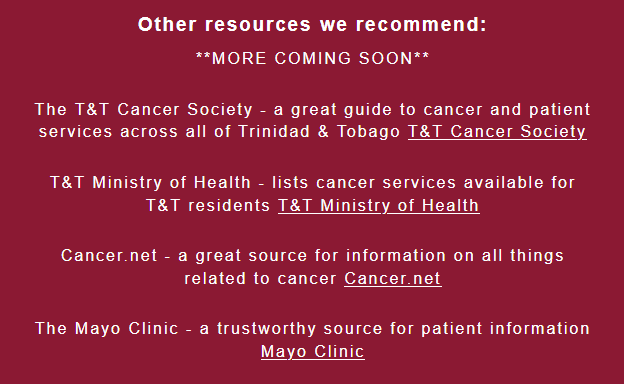 Other resources we recommend:
**MORE COMING SOON**
The T&T Cancer Society - a great guide to cancer and patient
services across all of Trinidad & Tobago T&T Cancer Society
T&T Ministry of Health - lists cancer services available for
T&T residents T&T Ministry of Health
Cancer.net - a great source for information on all things
related to cancer Cancer.net
The Mayo Clinic - a trustworthy source for patient information
Mayo Clinic